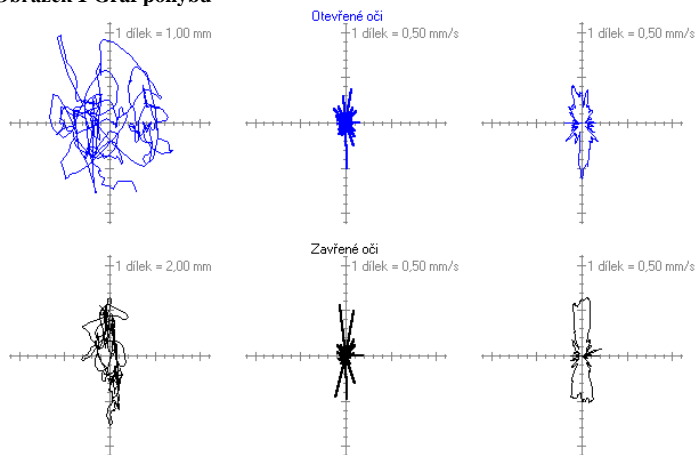 Obrázek 1 Graf pohybu
Otevřené oči
1 dílek = 1,00 mm
1 dílek = 0,50 mm/s
1 dílek = 0,50 mm/s
Zavřené oči
1 dílek = 2,00 mm
1 dílek = 0,50 mm/s
1 dílek = 0,50 mm/s